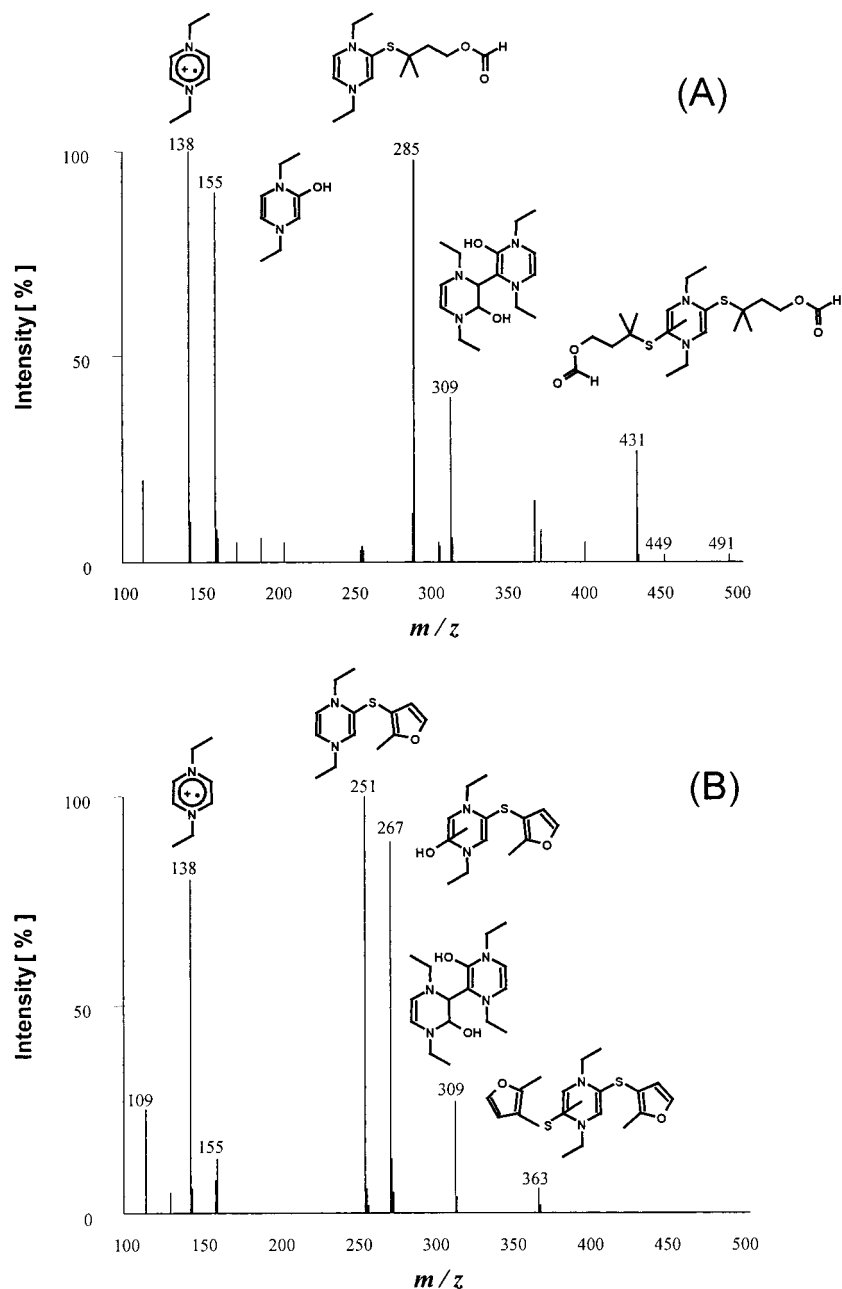 (A)
Intensity [ % ]
100
50
0
138
155
285
309
431
449
491
100
150
200
250
300
350
400
450
500
m / z
N
N
+ •
N
N
S
O
H
O
N
N
OH
HO
N
N
N
N
OH
N
N
S
S
O
H
O
O
O
H
(B)
Intensity [ % ]
100
50
0
109
138
155
251
267
309
363
100
150
200
250
300
350
400
450
500
m / z
N
N
+ •
N
N
S
O
N
N
S
O
HO
HO
N
N
N
N
OH
O
S
N
N
S
O